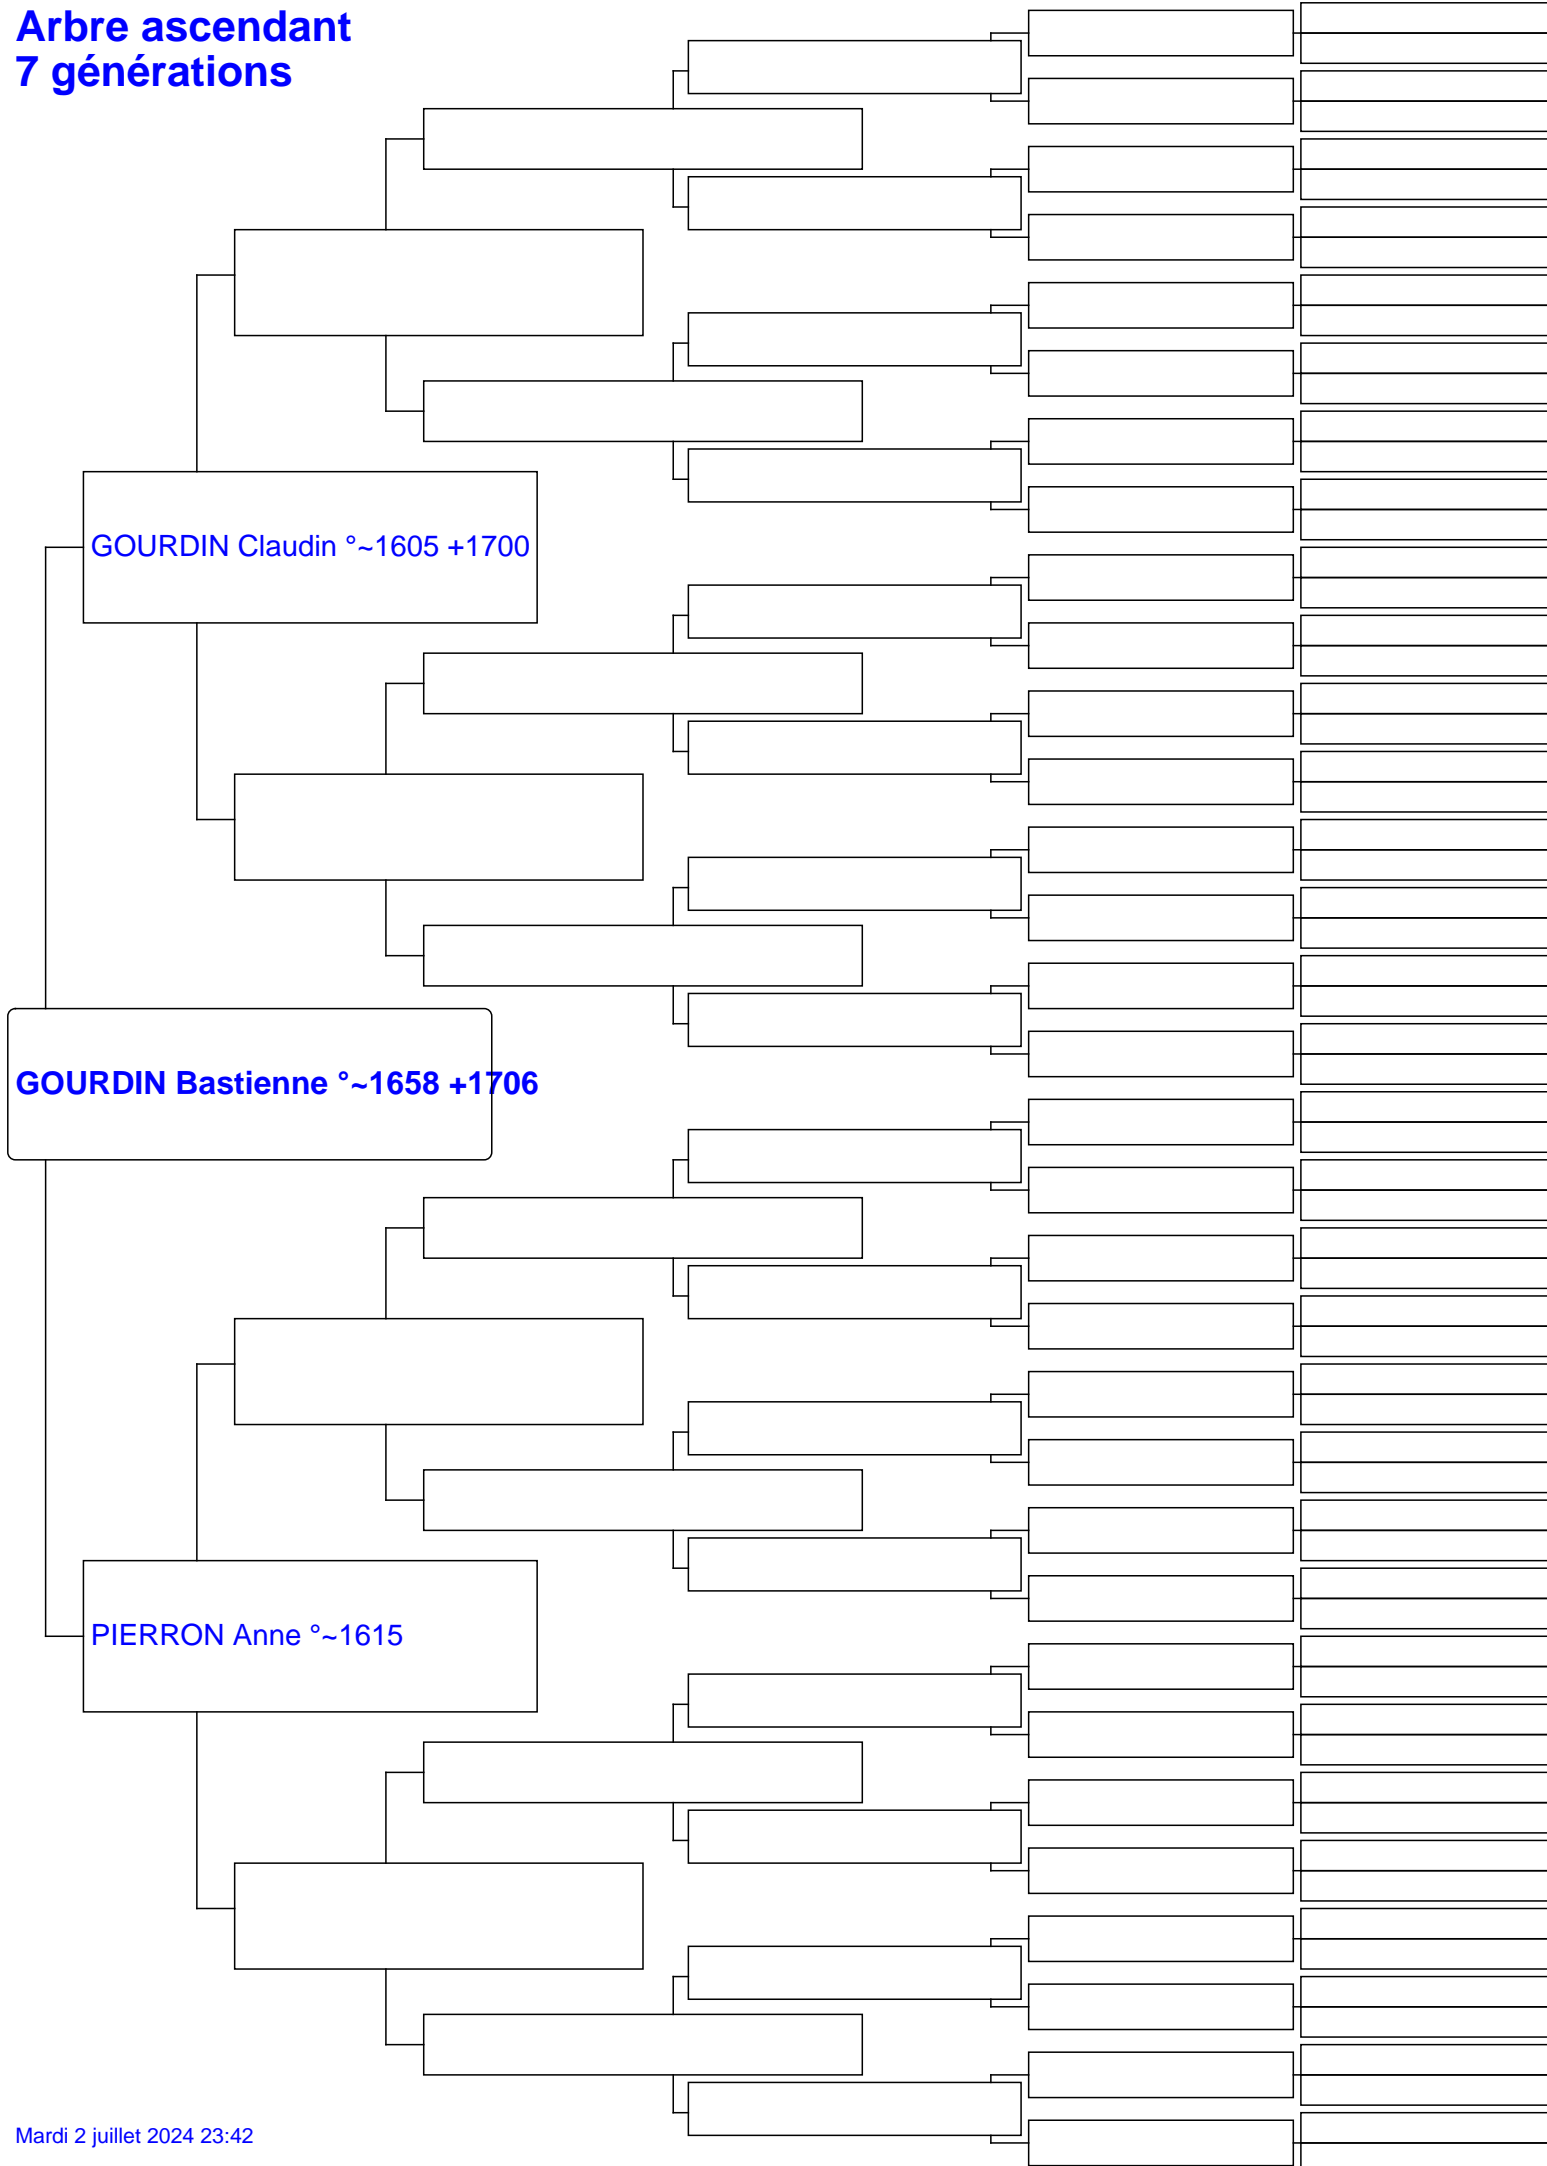 Arbre ascendant
7 générations
GOURDIN Claudin °~1605 +1700
GOURDIN Bastienne °~1658 +1706
PIERRON Anne °~1615
Mardi 2 juillet 2024 23:42